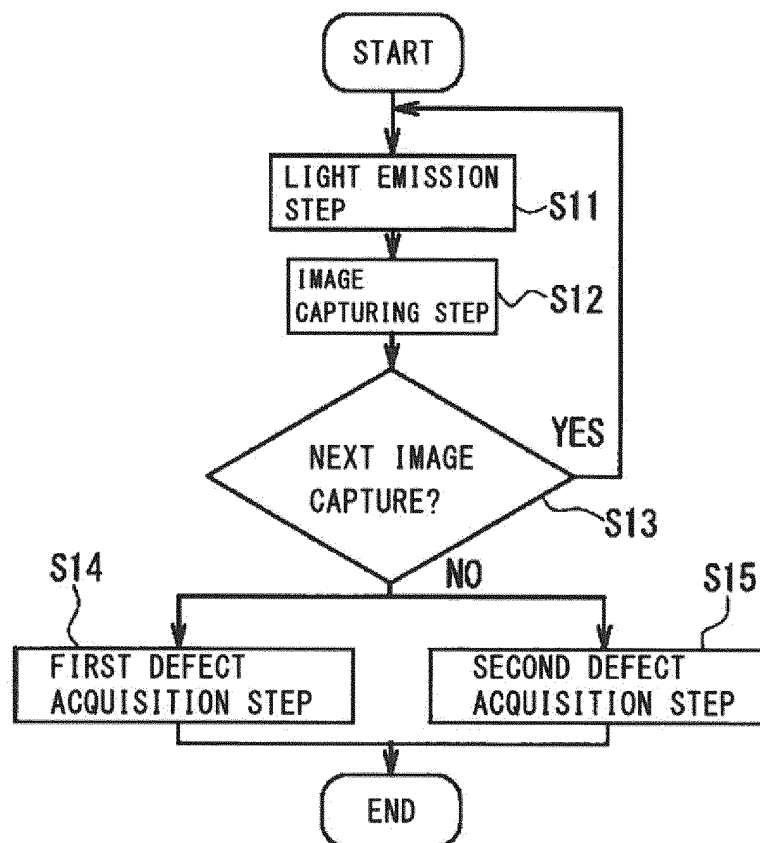 START
LIGHT EMISSION
STEP
S11
IMAGE
CAPTURING STEP
S12
YES
NEXT IMAGE
CAPTURE?
S13
NO
S14
S15
FIRST DEFECT
ACQUISITION STEP
SECOND DEFECT
ACQUISITION STEP
END